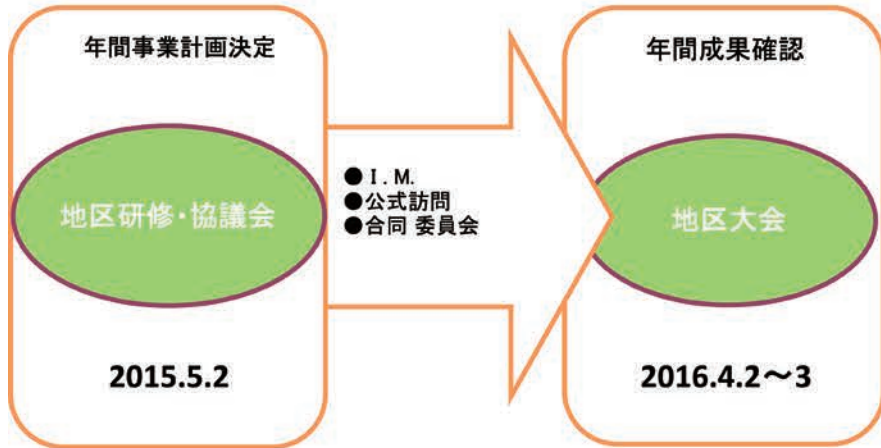 年間事業計画決定
地区研修・協議会
2015.5.2
●I.M.
●公式訪問
●合同 委員会
年間成果確認
地区大会
2016.4.2～3